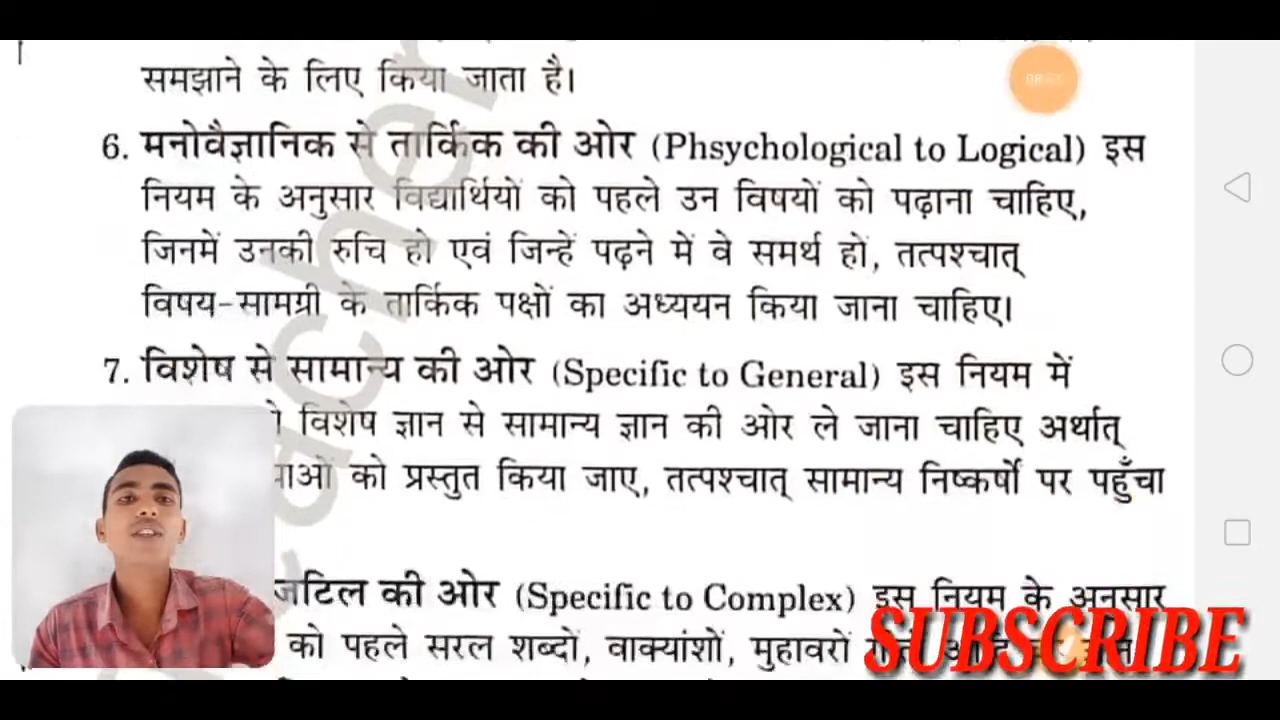 समझाने के लिए किया जाता है।
6. मनोवैज्ञानिक से तार्किक की ओर (Phsychological to Logical) इस
नियम के अनुसार विद्यार्थियों को पहले उन विषयों को पढ़ाना चाहिए,
जिनमें उनकी रुचि हो एवं जिन्हें पढ़ने में वे समर्थ हों, तत्पश्चात्
विषय-सामग्री के तार्किक पक्षों का अध्ययन किया जाना चाहिए।
7. विशेष से सामान्य की ओर (Specific to General) इस नियम में
विशेष ज्ञान से सामान्य ज्ञान की ओर ले जाना चाहिए अर्थात्
को प्रस्तुत किया जाए, तत्पश्चात् सामान्य निष्कर्षों पर पहुँचा
जटिल की ओर (Specific to Complex) इस नियम के अनुसार
को पहले सरल शब्दों, वाक्यांशों, मुहावरों
SUBSCRIBE